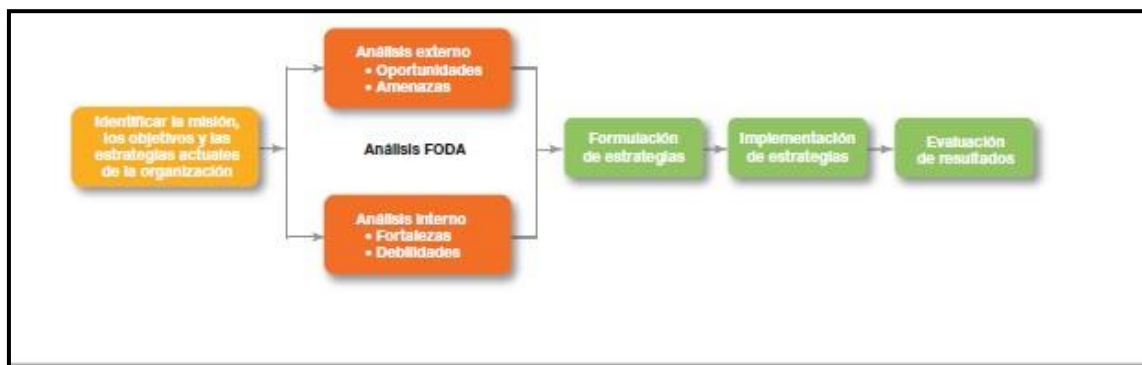 Identificar la misión,
los objetivos y las
estrategias actuales
de la organización
Análisis externo
• Oportunidades
• Amenazas
Análisis FODA
Análisis interno
• Fortalezas
• Debilidades
Formulación
de estrategias
Implementación
de estrategias
Evaluación
de resultados